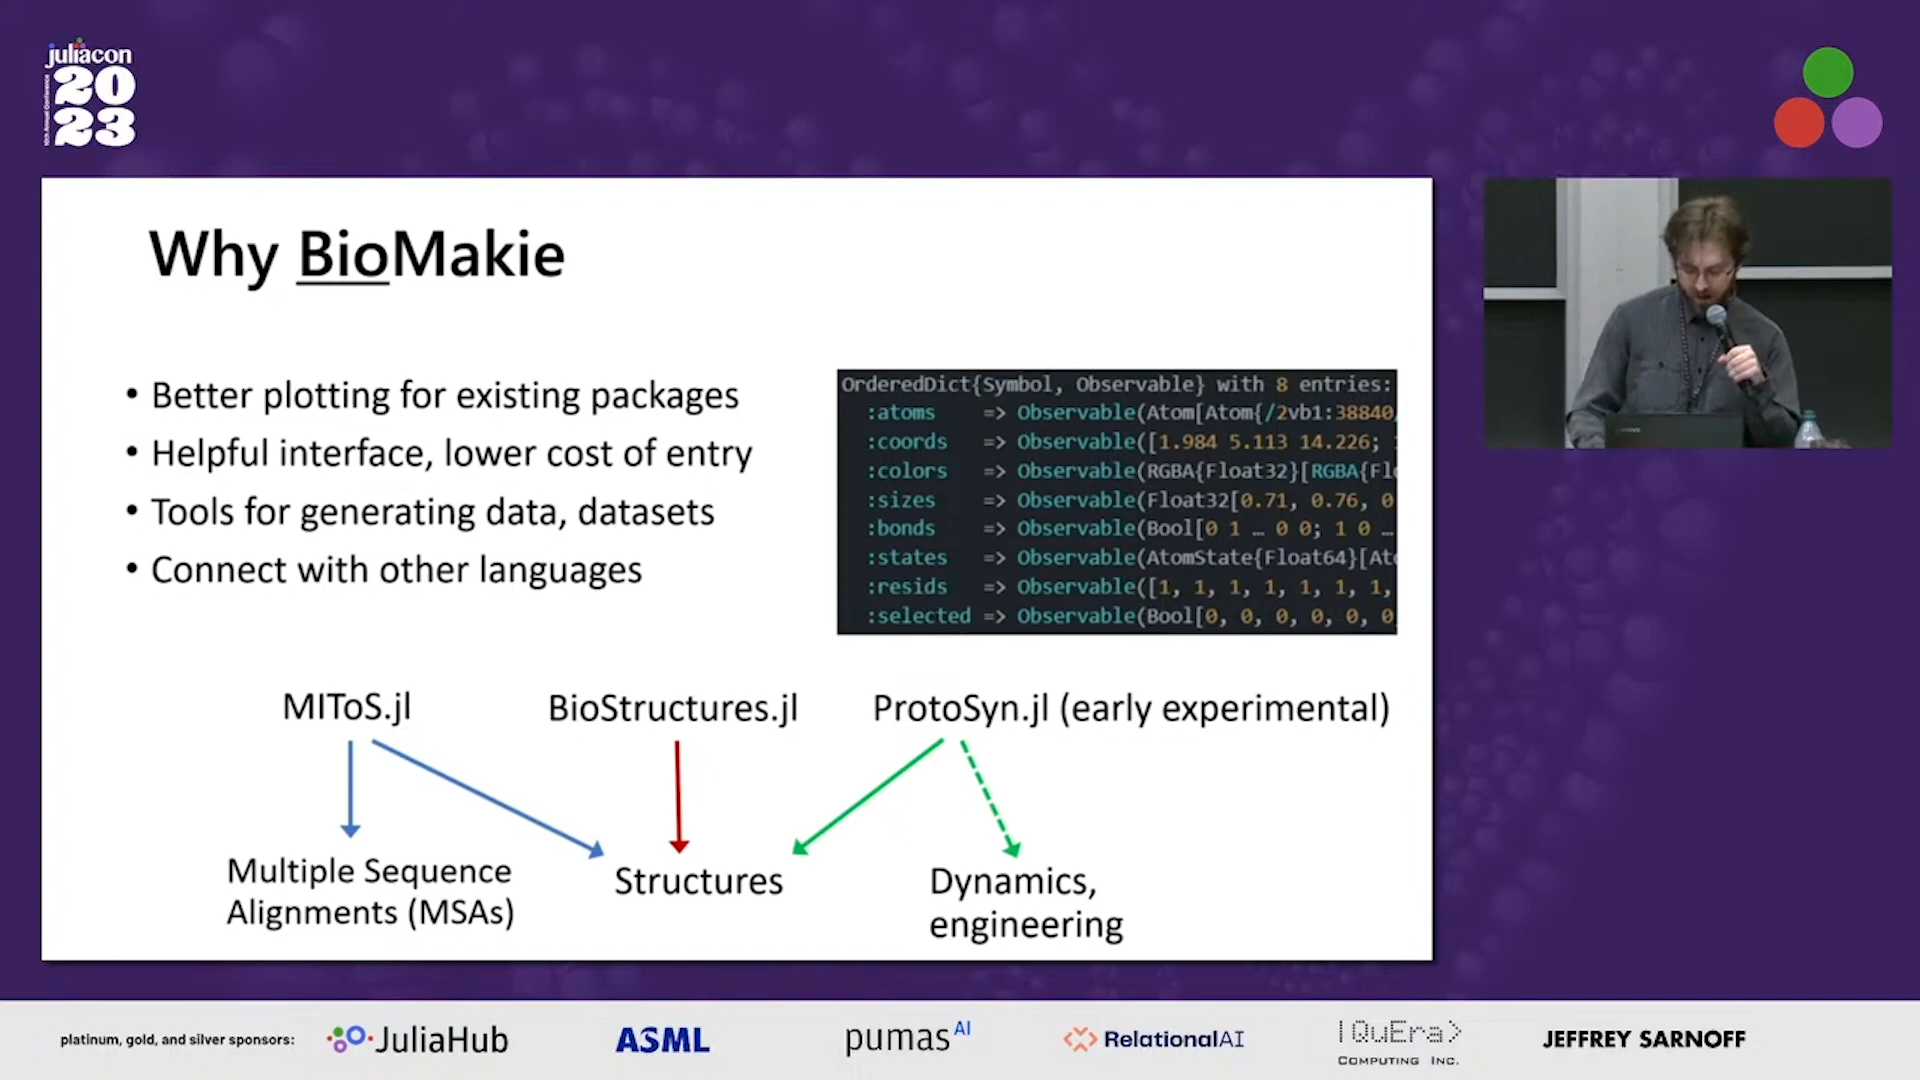 juliacon
20
23
Why BioMakie
• Better plotting for existing packages
• Helpful interface, lower cost of entry
• Tools for generating data, datasets
• Connect with other languages
OrderedDict{Symbol, Observable} with 8 entries:
:atoms => Observable(Atom[Atom{/2vb1:38840,
:coords => Observable([1.984 5.113 14.226;
:colors => Observable(RGBA{Float32}[RGBA{Flo
:sizes => Observable(Float32[0.71, 0.76, 0
:bonds => Observable(Bool[0 1 … 0 0; 1 0 …
:states => Observable(AtomState{Float64}[Ato
:resids => Observable([1, 1, 1, 1, 1, 1, 1,
:selected => Observable(Bool[0, 0, 0, 0, 0, 0
MIToS.jl BioStructures.jl ProtoSyn.jl (early experimental)
Multiple Sequence
Alignments (MSAs)
Structures
Dynamics,
engineering
platinum, gold, and silver sponsors: JuliaHub ASML pumasAI RelationalAI |QuEra> JEFFREY SARNOFF
COMPUTING INC.